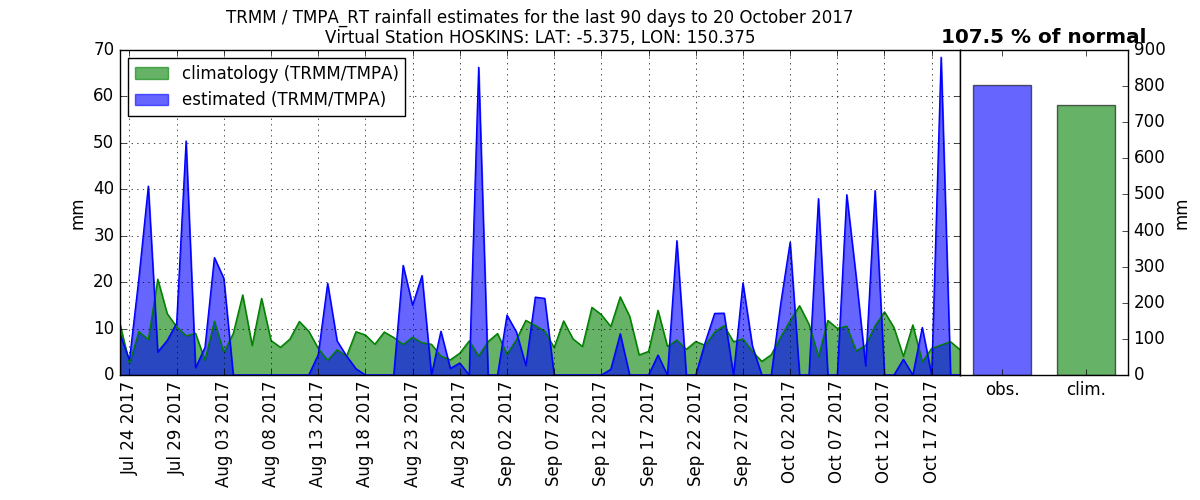 TRMM / TMPA_RT rainfall estimates for the last 90 days to 20 October 2017
Virtual Station HOSKINS: LAT: -5.375, LON: 150.375
107.5 % of normal
climatology (TRMM/TMPA)
estimated (TRMM/TMPA)
mm
70
60
50
40
30
20
10
0
Jul 24 2017
Jul 29 2017
Aug 03 2017
Aug 08 2017
Aug 13 2017
Aug 18 2017
Aug 23 2017
Aug 28 2017
Sep 02 2017
Sep 07 2017
Sep 12 2017
Sep 17 2017
Sep 22 2017
Sep 27 2017
Oct 02 2017
Oct 07 2017
Oct 12 2017
Oct 17 2017
obs.
clim.
900
800
700
600
500
400
300
200
100
0
mm